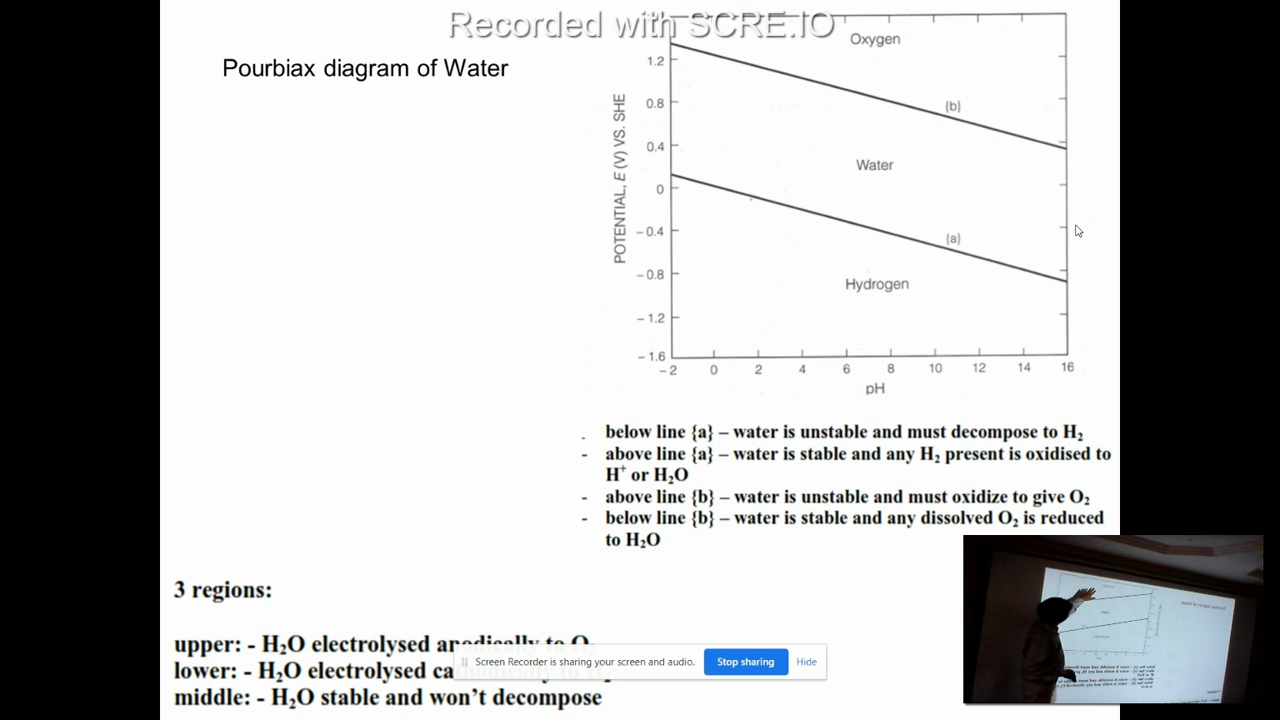 Recorded with SCRE.IO
Pourbiax diagram of Water
Oxygen
1.2
0.8
{b}
0.4
Water
0
− 0.4
{a}
− 0.8
Hydrogen
− 1.2
− 1.6
POTENTIAL, E (V) VS. SHE
− 2 0 2 4 6 8 10 12 14 16
pH
- below line {a} – water is unstable and must decompose to H₂
- above line {a} – water is stable and any H₂ present is oxidised to
H⁺ or H₂O
- above line {b} – water is unstable and must oxidize to give O₂
- below line {b} – water is stable and any dissolved O₂ is reduced
to H₂O
3 regions:
upper: - H₂O electrolysed anodically to O₂
lower: - H₂O electrolysed
middle: - H₂O stable and won’t decompose
Screen Recorder is sharing your screen and audio.
Stop sharing
Hide